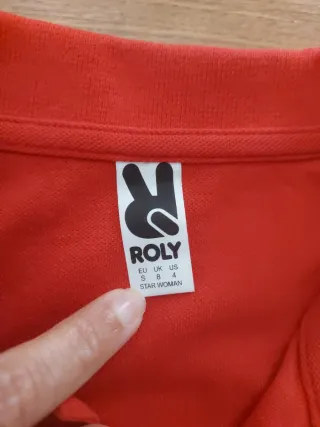 ROLY
EU UK US
S 8 4
STAR WOMAN